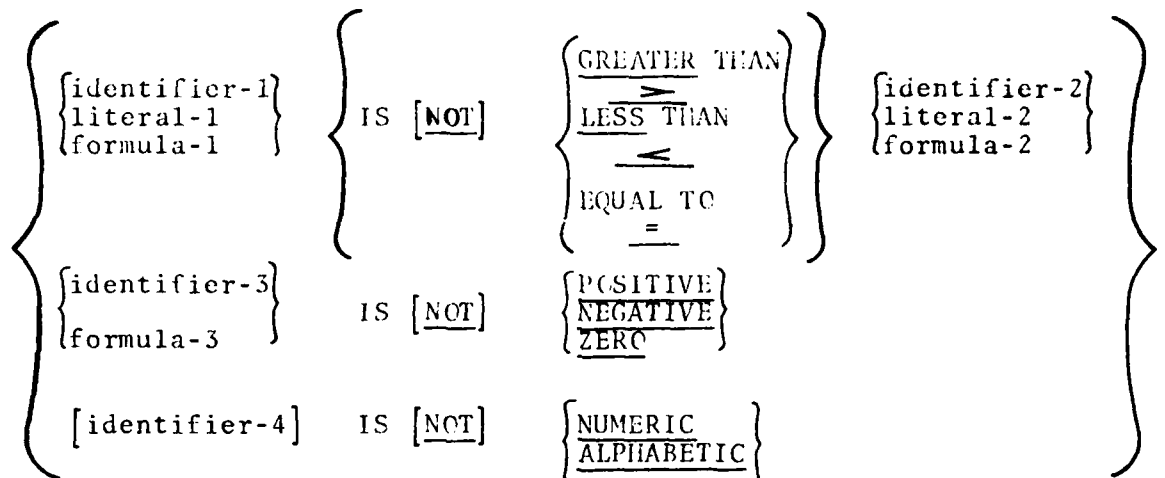 GREATER THAN
identifier-1 > identifier-2
literal-1 IS [NOT] LESS THAN literal-2
formula-1 < formula-2
EQUAL TO
=
identifier-3 POSITIVE
IS [NOT] NEGATIVE
formula-3 ZERO
[identifier-4] IS [NOT] NUMERIC
ALPHABETIC